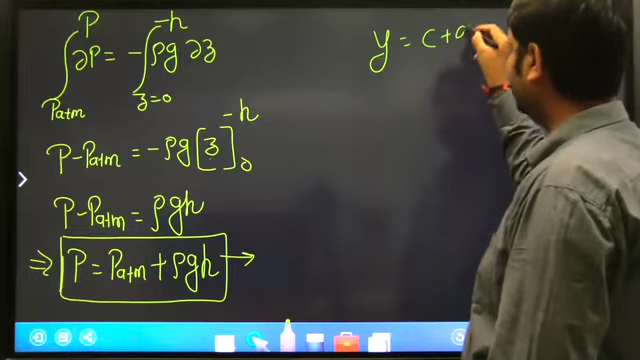 ∫_{Patm}^{P} ∂P = - ∫_{z=0}^{-h} ρg ∂z
P - Patm = -ρg [z]_{0}^{-h}
P - Patm = ρgh
⇒ P = Patm + ρgh →
y = c + a